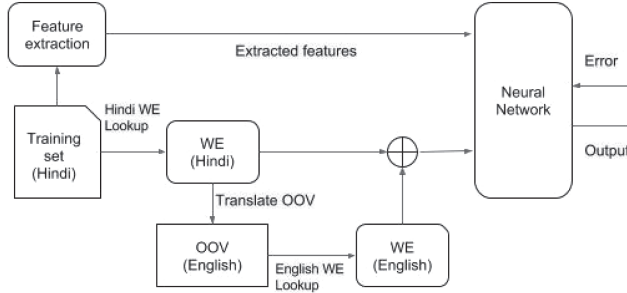 Feature
extraction
Extracted features
Neural
Network
Error
Output
Training
set
(Hindi)
Hindi WE
Lookup
WE
(Hindi)
Translate OOV
OOV
(English)
English WE
Lookup
WE
(English)